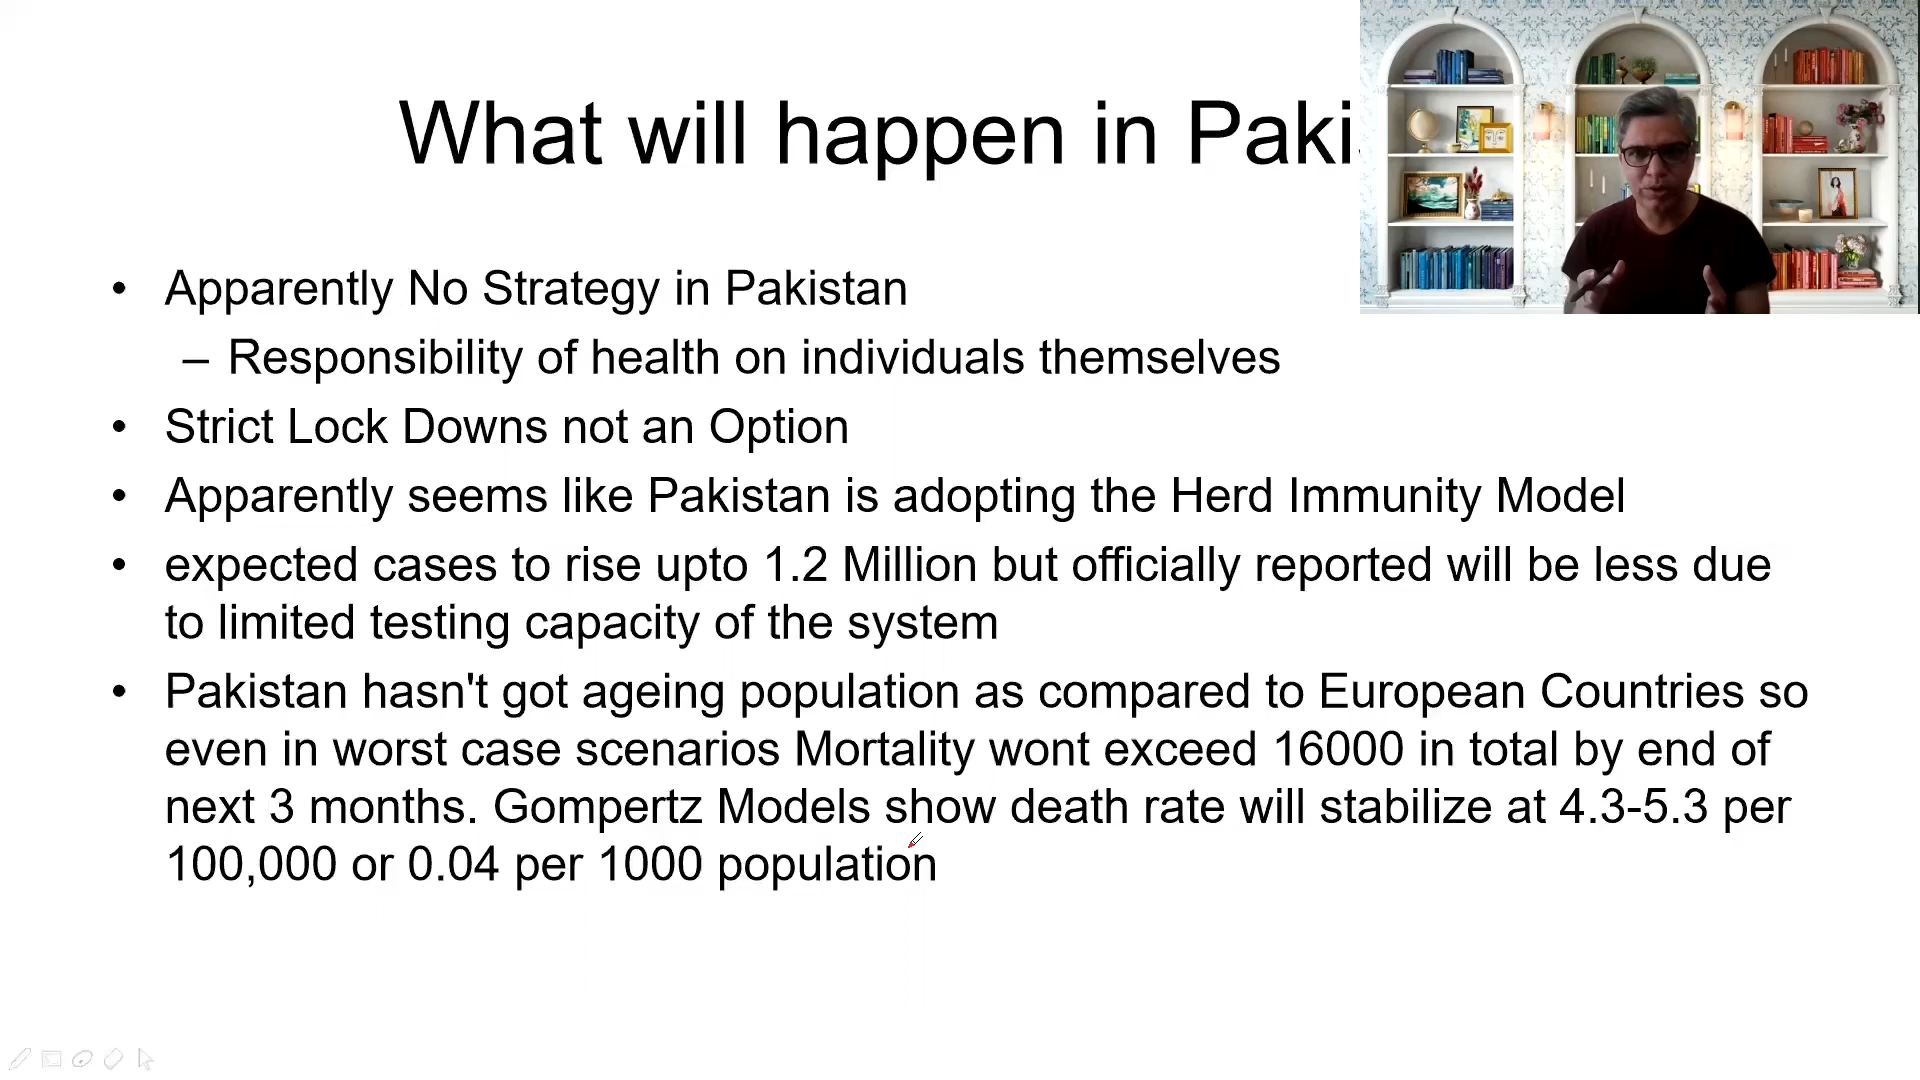 What will happen in Paki
• Apparently No Strategy in Pakistan
– Responsibility of health on individuals themselves
• Strict Lock Downs not an Option
• Apparently seems like Pakistan is adopting the Herd Immunity Model
• expected cases to rise upto 1.2 Million but officially reported will be less due
to limited testing capacity of the system
• Pakistan hasn't got ageing population as compared to European Countries so
even in worst case scenarios Mortality wont exceed 16000 in total by end of
next 3 months. Gompertz Models show death rate will stabilize at 4.3-5.3 per
100,000 or 0.04 per 1000 population